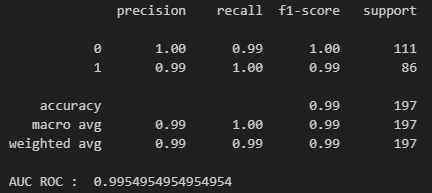 precision recall f1-score support
0 1.00 0.99 1.00 111
1 0.99 1.00 0.99 86
accuracy 0.99 197
macro avg 0.99 1.00 0.99 197
weighted avg 0.99 0.99 0.99 197
AUC ROC : 0.9954954954954954